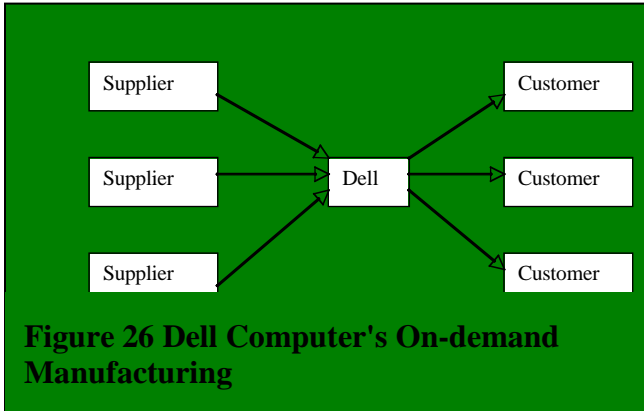 Supplier
Customer
Supplier
Dell
Customer
Supplier
Customer
Figure 26 Dell Computer's On-demand
Manufacturing